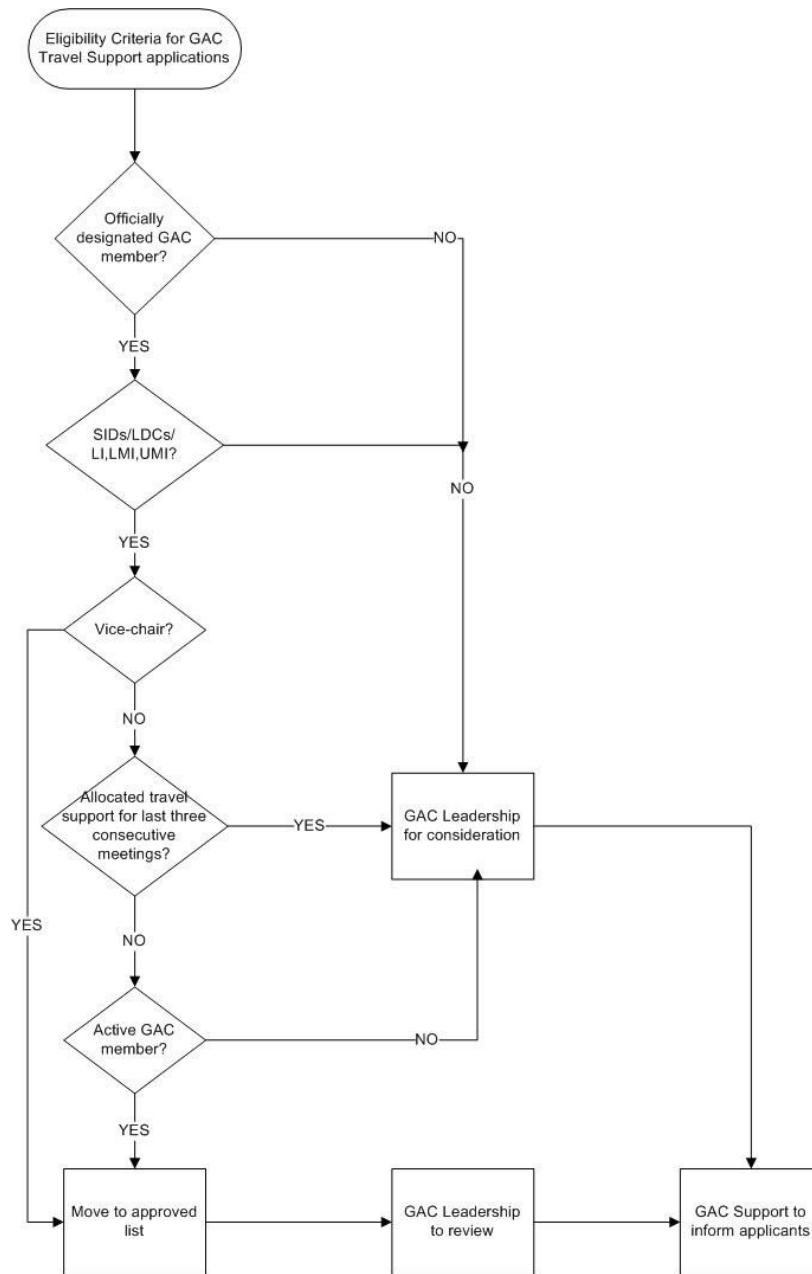 Eligibility Criteria for GAC
Travel Support applications
Officially
designated GAC
member?
NO
YES
SIDs/LDCs/
LI,LMI,UMI?
NO
YES
Vice-chair?
NO
Allocated travel
support for last three
consecutive
meetings?
YES
GAC Leadership
for consideration
YES
NO
Active GAC
member?
NO
YES
Move to approved
list
GAC Leadership
to review
GAC Support to
inform applicants